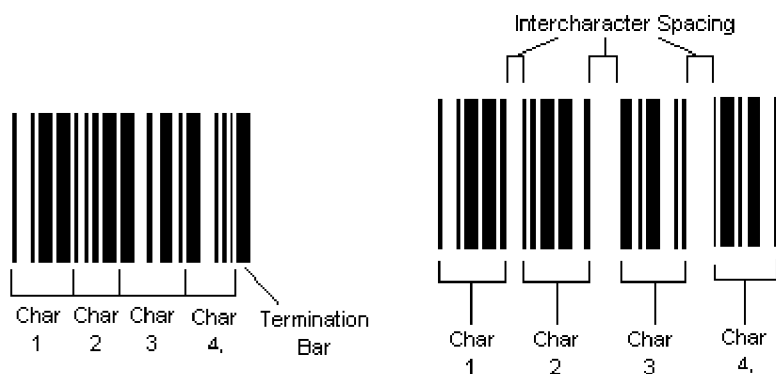 Intercharacter Spacing
Char Char Char Char
1 2 3 4.
Termination
Bar
Char Char Char Char
1 2 3 4.